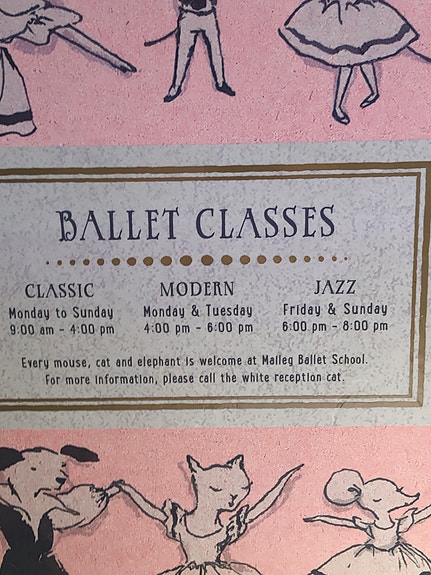 BALLET CLASSES
CLASSIC
Monday to Sunday
9:00 am - 4:00 pm
MODERN
Monday & Tuesday
4:00 pm - 6:00 pm
JAZZ
Friday & Sunday
6:00 pm - 8:00 pm
Every mouse, cat and elephant is welcome at Malleg Ballet School.
For more information, please call the white reception cat.